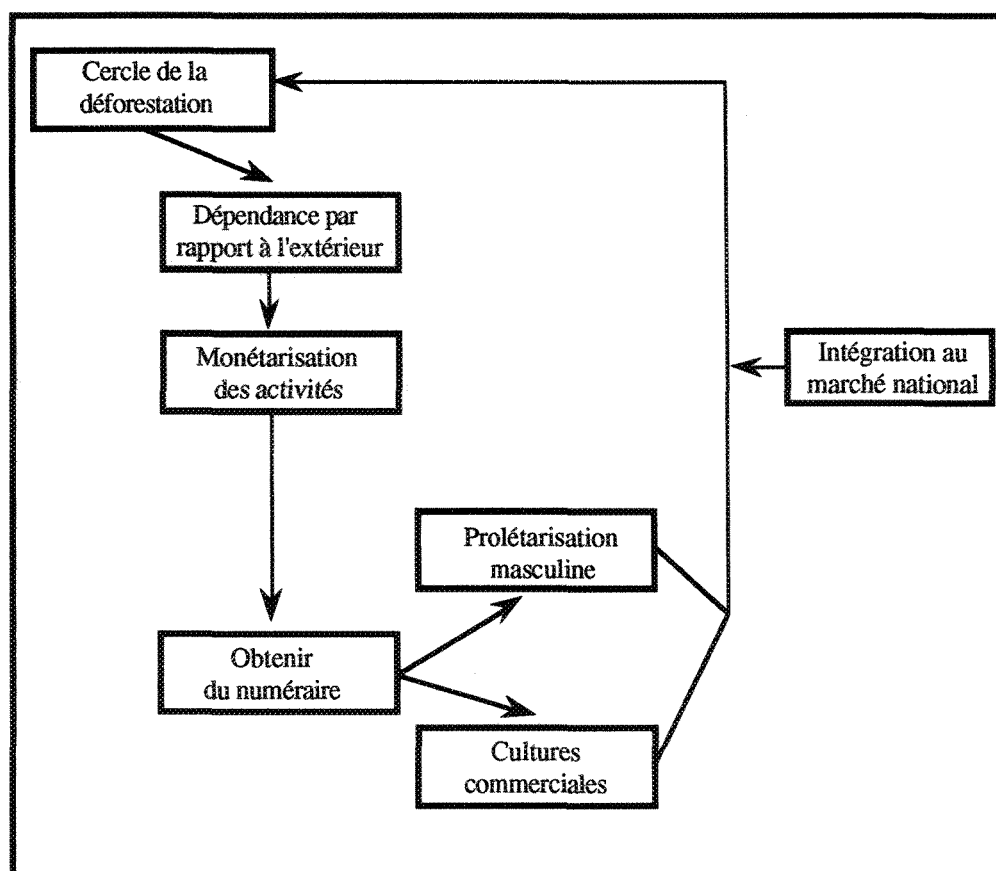 Cercle de la
déforestation
Dépendance par
rapport à l'extérieur
Monétarisation
des activités
Intégration au
marché national
Prolétarisation
masculine
Obtenir
du numéraire
Cultures
commerciales